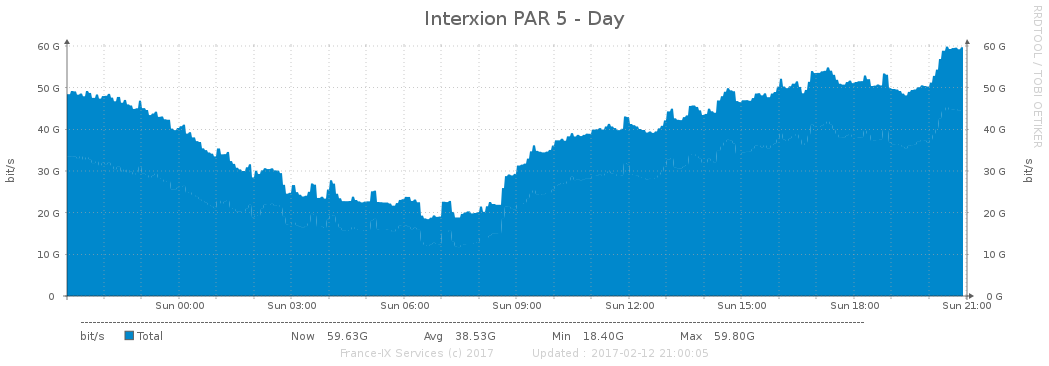 Interxion PAR 5 - Day
RRDTOOL / TOBI OETIKER
bit/s
60 G 60 G
50 G 50 G
40 G 40 G
30 G 30 G
20 G 20 G
10 G 10 G
0 0 G
bit/s
Sun 00:00 Sun 03:00 Sun 06:00 Sun 09:00 Sun 12:00 Sun 15:00 Sun 18:00 Sun 21:00
bit/s Total Now 59.63G Avg 38.53G Min 18.40G Max 59.80G
France-IX Services (c) 2017 Updated : 2017-02-12 21:00:05